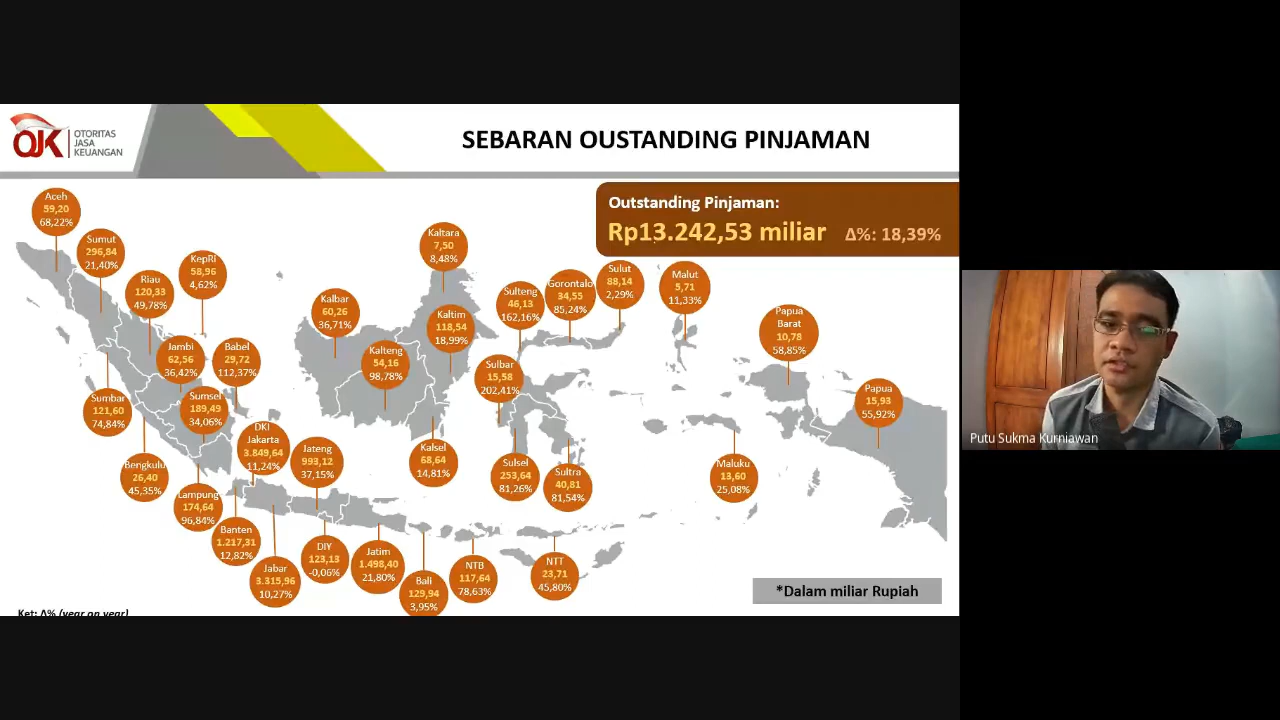 OJK
OTORITAS
JASA
KEUANGAN
SEBARAN OUSTANDING PINJAMAN
Outstanding Pinjaman:
Rp13.242,53 miliar Δ%: 18,39%
Aceh
59,20
68,22%
Sumut
296,84
21,40%
Riau
120,33
49,78%
KepRi
58,96
4,62%
Kaltara
7,50
8,48%
Kalbar
60,26
36,71%
Kaltim
118,54
18,99%
Kalteng
54,16
98,78%
Sulteng
46,13
162,16%
Gorontalo
34,55
85,24%
Sulut
88,14
2,29%
Malut
5,71
11,33%
Papua
Barat
10,78
58,85%
Papua
15,93
55,92%
Jambi
62,56
36,42%
Babel
29,72
112,37%
Sulbar
15,58
202,41%
Sumbar
121,60
74,84%
Sumsel
189,49
34,06%
DKI
Jakarta
3.849,64
11,24%
Jateng
993,12
37,15%
Kalsel
68,64
14,81%
Sulsel
253,64
81,26%
Sultra
40,81
81,54%
Maluku
13,60
25,08%
Bengkulu
26,40
45,35%
Lampung
174,64
96,84%
Banten
1.217,31
12,82%
Jabar
3.315,96
10,27%
DIY
123,13
-0,06%
Jatim
1.498,40
21,80%
Bali
129,94
3,95%
NTB
117,64
78,63%
NTT
23,71
45,80%
*Dalam miliar Rupiah
Ket: Δ% (year on year)
Putu Sukma Kurniawan